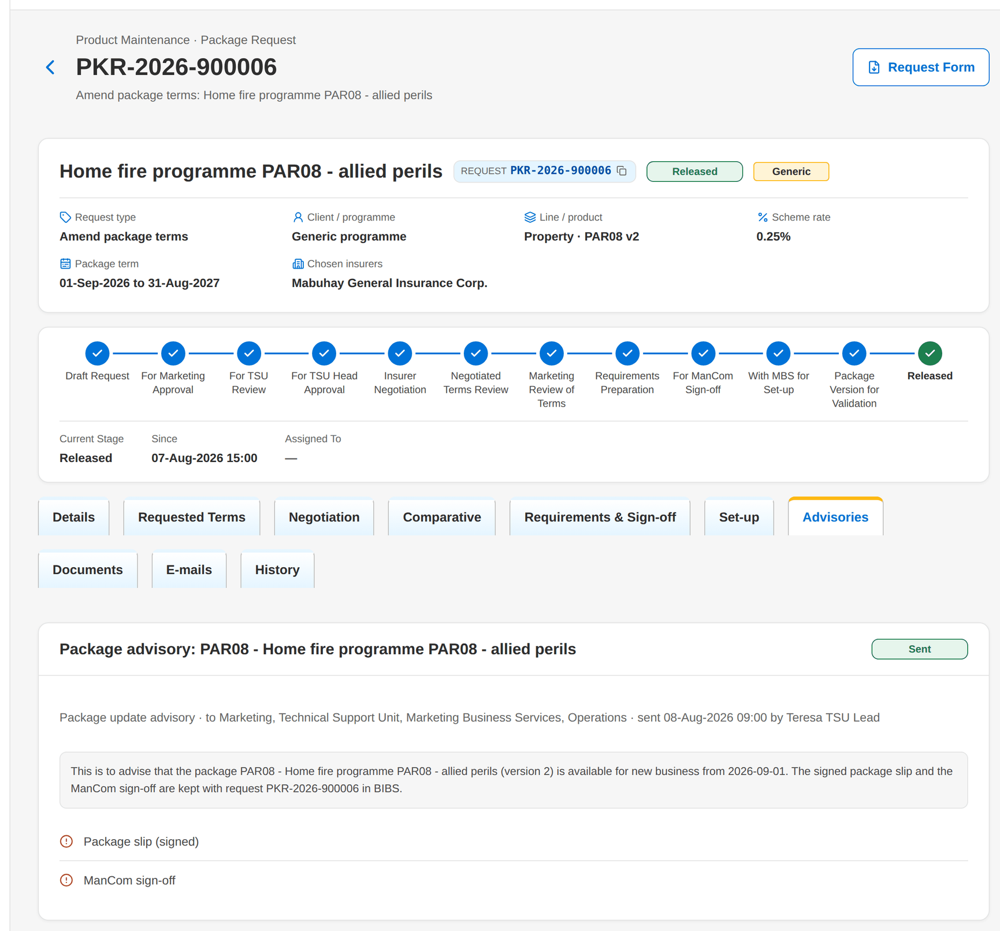 Product Maintenance · Package Request
PKR-2026-900006
Amend package terms: Home fire programme PAR08 - allied perils
Request Form
Home fire programme PAR08 - allied perils
REQUEST PKR-2026-900006
Released
Generic
Request type
Client / programme
Line / product
Scheme rate
Amend package terms
Generic programme
Property · PAR08 v2
0.25%
Package term
Chosen insurers
01-Sep-2026 to 31-Aug-2027
Mabuhay General Insurance Corp.
Draft Request
For Marketing
Approval
For TSU
Review
For TSU Head
Approval
Insurer
Negotiation
Negotiated
Terms Review
Marketing
Review of
Terms
Requirements
Preparation
For ManCom
Sign-off
With MBS for
Set-up
Package
Version for
Validation
Released
Current Stage
Since
Assigned To
Released
07-Aug-2026 15:00
—
Details
Requested Terms
Negotiation
Comparative
Requirements & Sign-off
Set-up
Advisories
Documents
E-mails
History
Package advisory: PAR08 - Home fire programme PAR08 - allied perils
Sent
Package update advisory · to Marketing, Technical Support Unit, Marketing Business Services, Operations · sent 08-Aug-2026 09:00 by Teresa TSU Lead
This is to advise that the package PAR08 - Home fire programme PAR08 - allied perils (version 2) is available for new business from 2026-09-01. The signed package slip and the
ManCom sign-off are kept with request PKR-2026-900006 in BIBS.
Package slip (signed)
ManCom sign-off